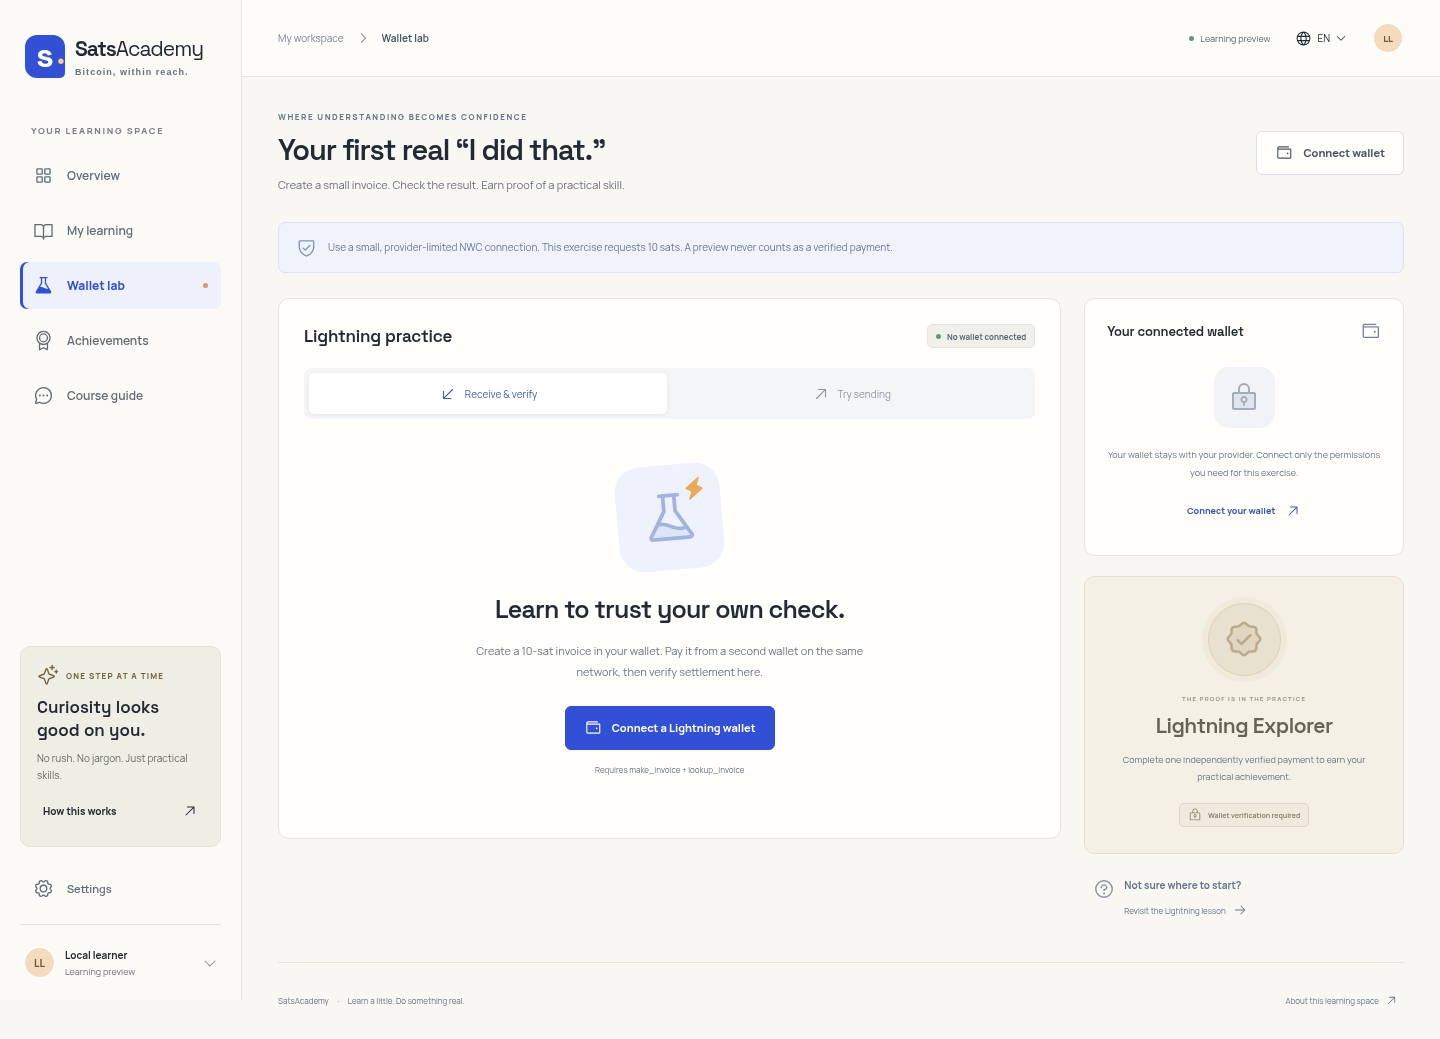 S.
SatsAcademy
Bitcoin, within reach.
YOUR LEARNING SPACE
Overview
My learning
Wallet lab
Achievements
Course guide
ONE STEP AT A TIME
Curiosity looks
good on you.
No rush. No jargon. Just practical
skills.
How this works
Settings
LL
Local learner
Learning preview
My workspace
Wallet lab
Learning preview
EN
LL
WHERE UNDERSTANDING BECOMES CONFIDENCE
Your first real “I did that.”
Create a small invoice. Check the result. Earn proof of a practical skill.
Connect wallet
Use a small, provider-limited NWC connection. This exercise requests 10 sats. A preview never counts as a verified payment.
Lightning practice
No wallet connected
Receive & verify
Try sending
Learn to trust your own check.
Create a 10-sat invoice in your wallet. Pay it from a second wallet on the same
network, then verify settlement here.
Connect a Lightning wallet
Requires make_invoice + lookup_invoice
Your connected wallet
Your wallet stays with your provider. Connect only the permissions
you need for this exercise.
Connect your wallet
THE PROOF IS IN THE PRACTICE
Lightning Explorer
Complete one independently verified payment to earn your
practical achievement.
Wallet verification required
Not sure where to start?
Revisit the Lightning lesson
SatsAcademy · Learn a little. Do something real.
About this learning space